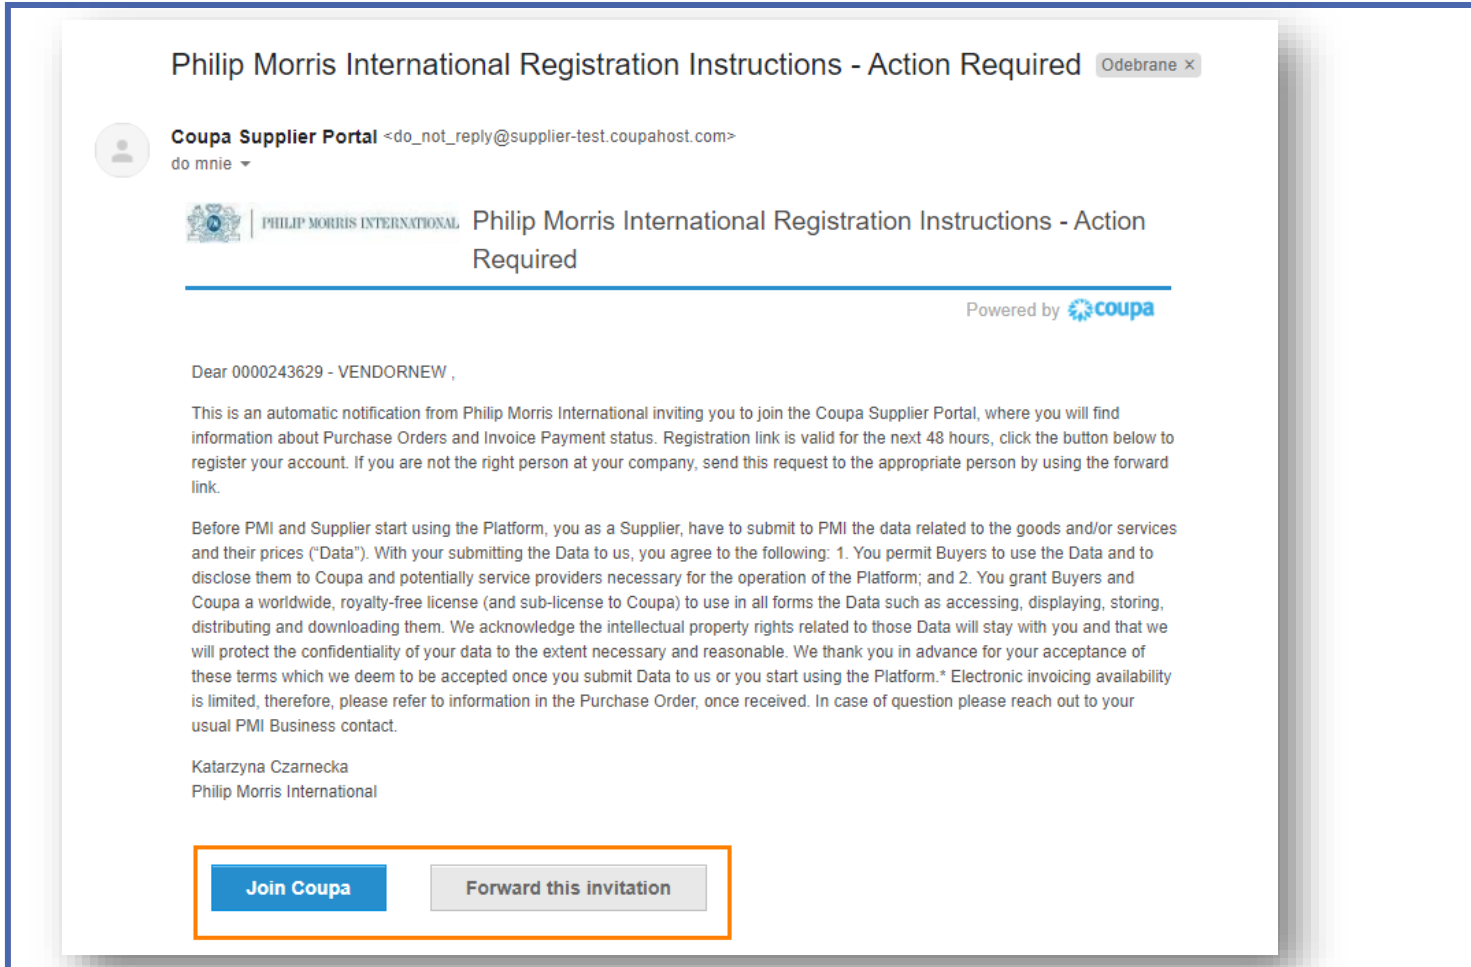 Philip Morris International Registration Instructions - Action Required Odebrane ×
Coupa Supplier Portal <do_not_reply@supplier-test.coupahost.com>
do mnie
PHILIP MORRIS INTERNATIONAL Philip Morris International Registration Instructions - Action
Required
Powered by coupa
Dear 0000243629 - VENDORNEW ,
This is an automatic notification from Philip Morris International inviting you to join the Coupa Supplier Portal, where you will find
information about Purchase Orders and Invoice Payment status. Registration link is valid for the next 48 hours, click the button below to
register your account. If you are not the right person at your company, send this request to the appropriate person by using the forward
link.
Before PMI and Supplier start using the Platform, you as a Supplier, have to submit to PMI the data related to the goods and/or services
and their prices (“Data”). With your submitting the Data to us, you agree to the following: 1. You permit Buyers to use the Data and to
disclose them to Coupa and potentially service providers necessary for the operation of the Platform; and 2. You grant Buyers and
Coupa a worldwide, royalty-free license (and sub-license to Coupa) to use in all forms the Data such as accessing, displaying, storing,
distributing and downloading them. We acknowledge the intellectual property rights related to those Data will stay with you and that we
will protect the confidentiality of your data to the extent necessary and reasonable. We thank you in advance for your acceptance of
these terms which we deem to be accepted once you submit Data to us or you start using the Platform.* Electronic invoicing availability
is limited, therefore, please refer to information in the Purchase Order, once received. In case of question please reach out to your
usual PMI Business contact.
Katarzyna Czarnecka
Philip Morris International
Join Coupa Forward this invitation